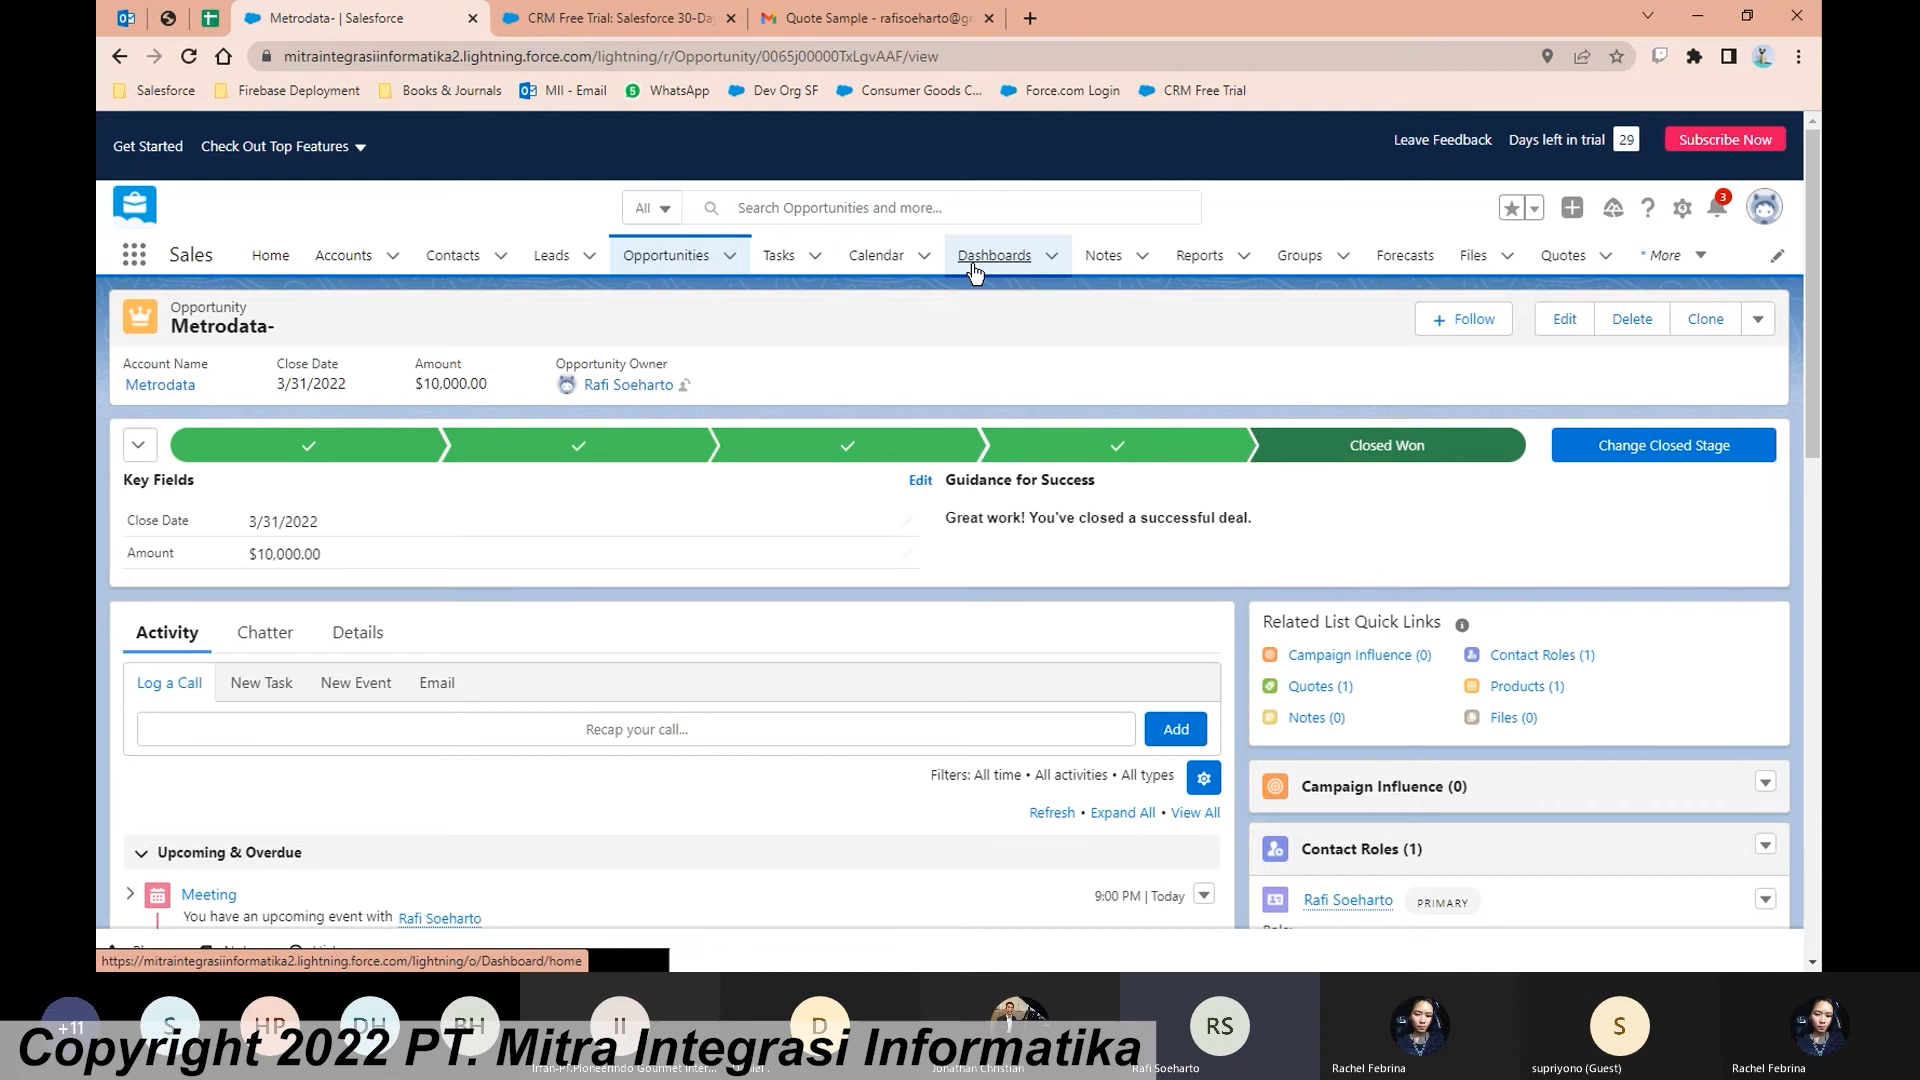 Metrodata- | Salesforce
CRM Free Trial: Salesforce 30-Da
Quote Sample - rafisoeharto@g
mitraintegrasiinformatika2.lightning.force.com/lightning/r/Opportunity/0065j00000TxLgvAAF/view
Salesforce
Firebase Deployment
Books & Journals
MII - Email
WhatsApp
Dev Org SF
Consumer Goods C...
Force.com Login
CRM Free Trial
Get Started
Check Out Top Features
Leave Feedback
Days left in trial 29
Subscribe Now
All
Search Opportunities and more...
3
Sales
Home
Accounts
Contacts
Leads
Opportunities
Tasks
Calendar
Dashboards
Notes
Reports
Groups
Forecasts
Files
Quotes
* More
Opportunity
Metrodata-
+ Follow
Edit
Delete
Clone
Account Name
Close Date
Amount
Opportunity Owner
Metrodata
3/31/2022
$10,000.00
Rafi Soeharto
Closed Won
Change Closed Stage
Key Fields
Edit
Guidance for Success
Close Date
3/31/2022
Great work! You've closed a successful deal.
Amount
$10,000.00
Activity
Chatter
Details
Related List Quick Links
Campaign Influence (0)
Contact Roles (1)
Quotes (1)
Products (1)
Notes (0)
Files (0)
Log a Call
New Task
New Event
Email
Recap your call...
Add
Filters: All time • All activities • All types
Refresh • Expand All • View All
Campaign Influence (0)
Upcoming & Overdue
Contact Roles (1)
Meeting
9:00 PM | Today
You have an upcoming event with Rafi Soeharto
Rafi Soeharto
PRIMARY
https://mitraintegrasiinformatika2.lightning.force.com/lightning/o/Dashboard/home
+11
S
HP
DH
BH
II
D
RS
S
Copyright 2022 PT. Mitra Integrasi Informatika
Jonathan Christian
Rafi Soeharto
Rachel Febrina
supriyono (Guest)
Rachel Febrina